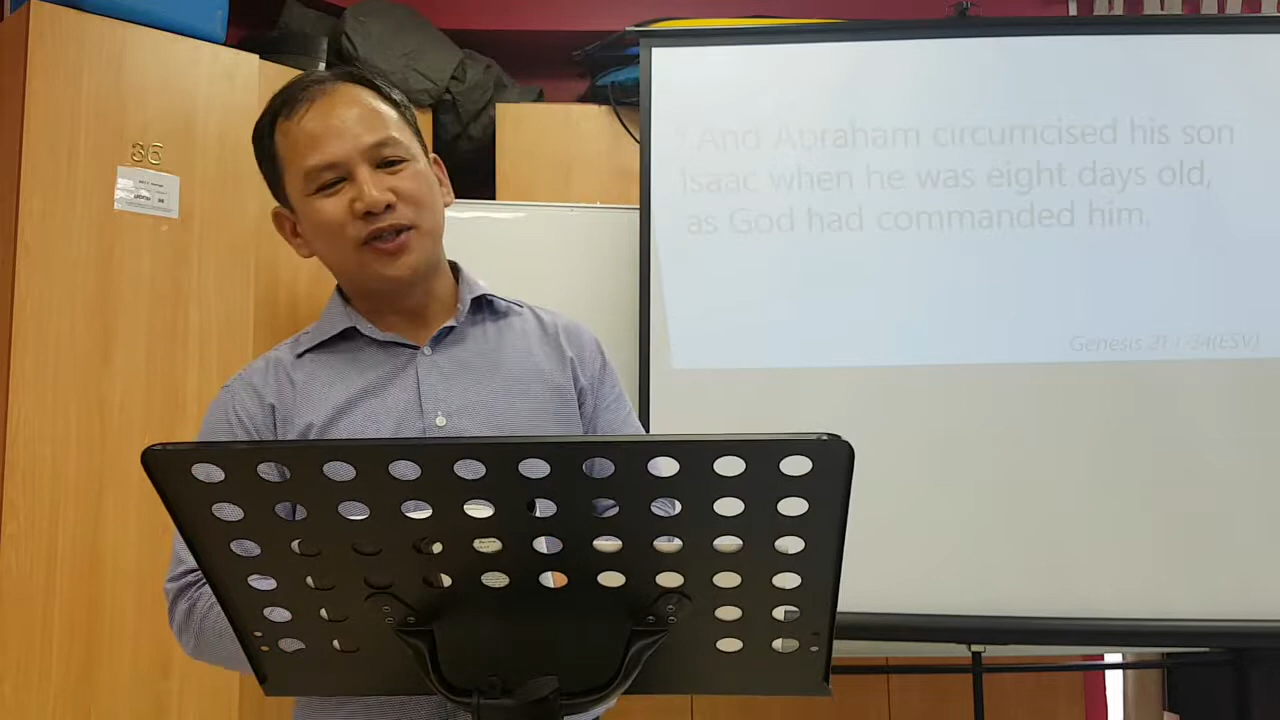 36
And Abraham circumcised his son
Isaac when he was eight days old,
as God had commanded him.
Genesis 21:1-34(ESV)